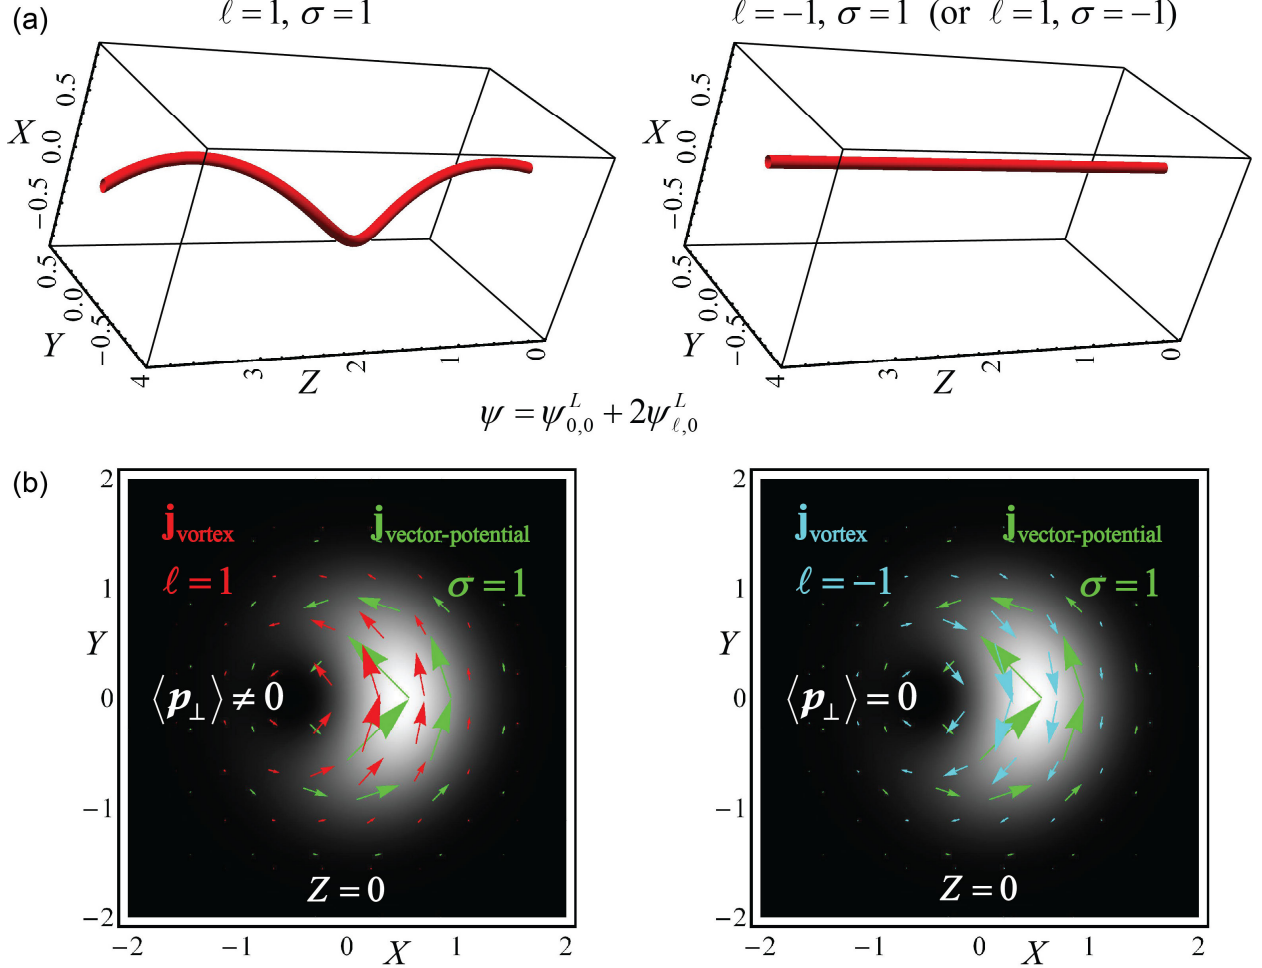 (a) ℓ = 1, σ = 1
ℓ = −1, σ = 1 (or ℓ = 1, σ = −1)
X
0.5
0.0
−0.5
Y
0.5
0.0
−0.5
4
3
2
1
0
Z
X
0.5
0.0
−0.5
Y
0.5
0.0
−0.5
4
3
2
1
0
Z
ψ = ψ^L_{0,0} + 2ψ^L_{ℓ,0}
(b)
2
1
Y
0
−1
−2
j_vortex
ℓ = 1
j_vector-potential
σ = 1
⟨p_⊥⟩ ≠ 0
Z = 0
−2
−1
0
X
1
2
2
1
Y
0
−1
−2
j_vortex
ℓ = −1
j_vector-potential
σ = 1
⟨p_⊥⟩ = 0
Z = 0
−2
−1
0
X
1
2